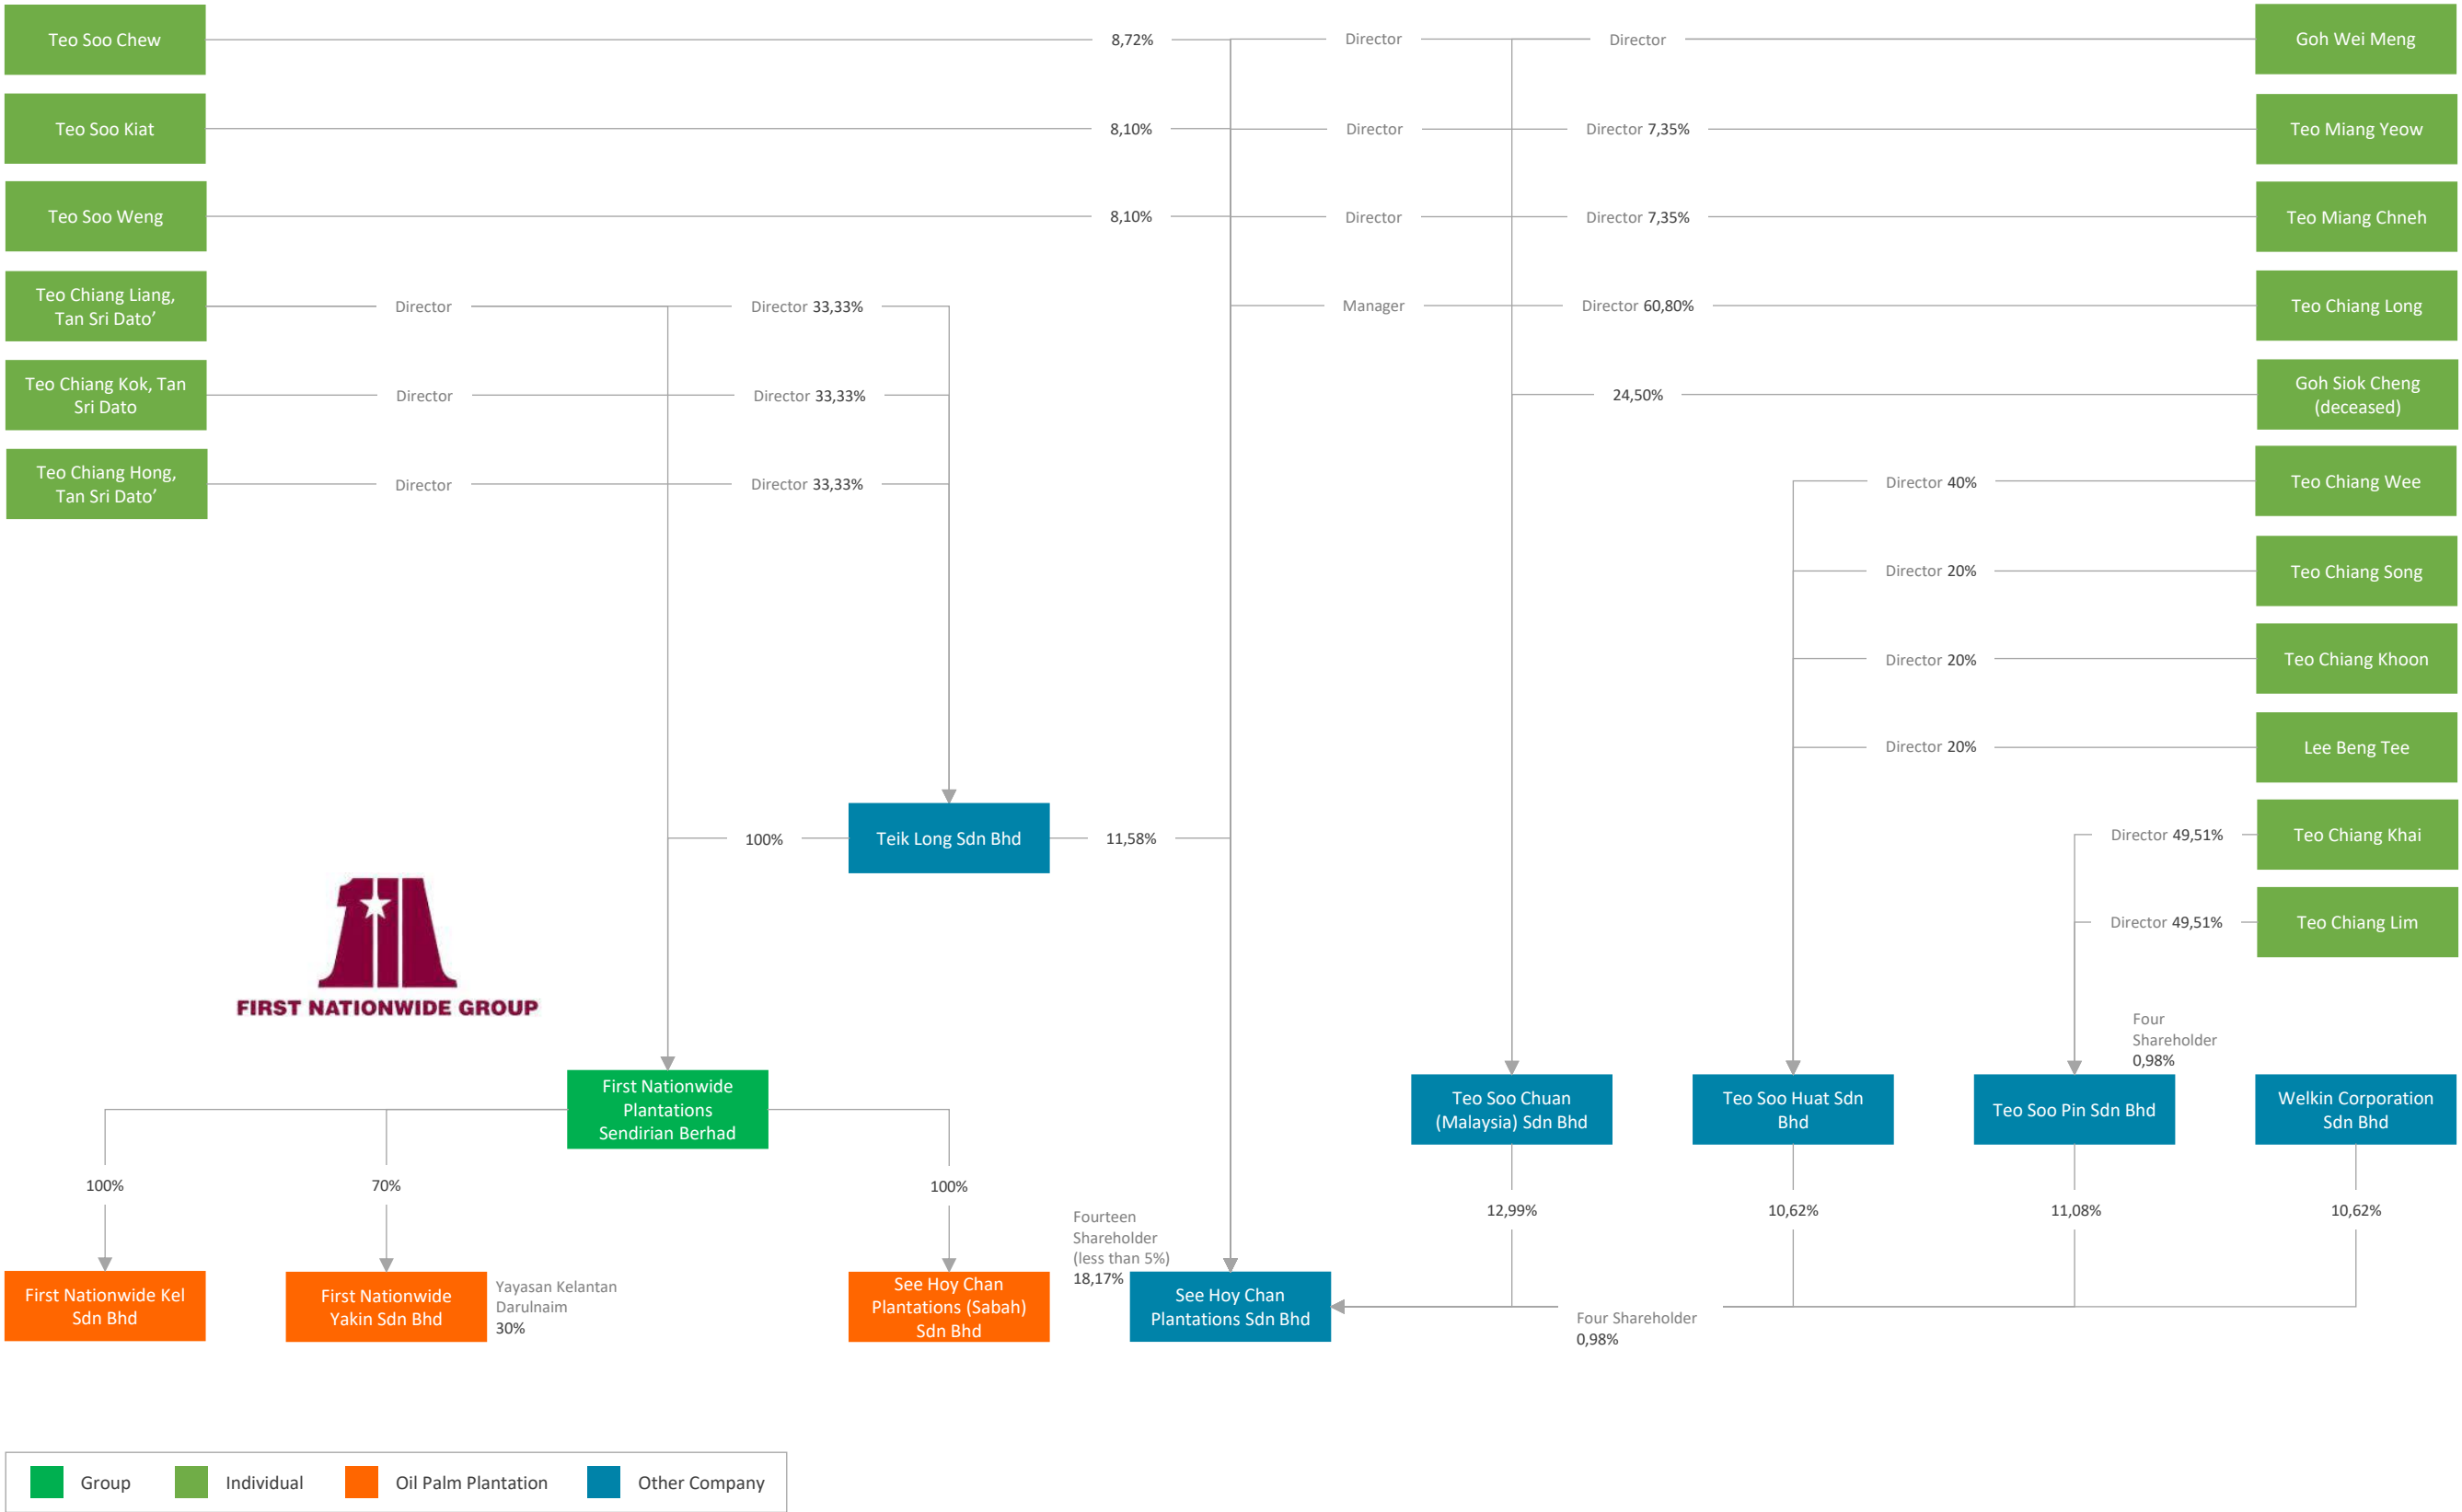 Teo Soo Chew
8,72%
Director
Director
Goh Wei Meng
Teo Soo Kiat
8,10%
Director
Director 7,35%
Teo Miang Yeow
Teo Soo Weng
8,10%
Director
Director 7,35%
Teo Miang Chneh
Teo Chiang Liang,
Tan Sri Dato’
Director
Director 33,33%
Manager
Director 60,80%
Teo Chiang Long
Teo Chiang Kok, Tan
Sri Dato
Director
Director 33,33%
24,50%
Goh Siok Cheng
(deceased)
Teo Chiang Hong,
Tan Sri Dato’
Director
Director 33,33%
Director 40%
Teo Chiang Wee
Director 20%
Teo Chiang Song
Director 20%
Teo Chiang Khoon
Director 20%
Lee Beng Tee
100%
Teik Long Sdn Bhd
11,58%
Director 49,51%
Teo Chiang Khai
Director 49,51%
Teo Chiang Lim
FIRST NATIONWIDE GROUP
Four
Shareholder
0,98%
First Nationwide
Plantations
Sendirian Berhad
Teo Soo Chuan
(Malaysia) Sdn Bhd
Teo Soo Huat Sdn
Bhd
Teo Soo Pin Sdn Bhd
Welkin Corporation
Sdn Bhd
100%
70%
100%
12,99%
10,62%
11,08%
10,62%
Fourteen
Shareholder
(less than 5%)
18,17%
First Nationwide Kel
Sdn Bhd
First Nationwide
Yakin Sdn Bhd
Yayasan Kelantan
Darulnaim
30%
See Hoy Chan
Plantations (Sabah)
Sdn Bhd
See Hoy Chan
Plantations Sdn Bhd
Four Shareholder
0,98%
Group
Individual
Oil Palm Plantation
Other Company